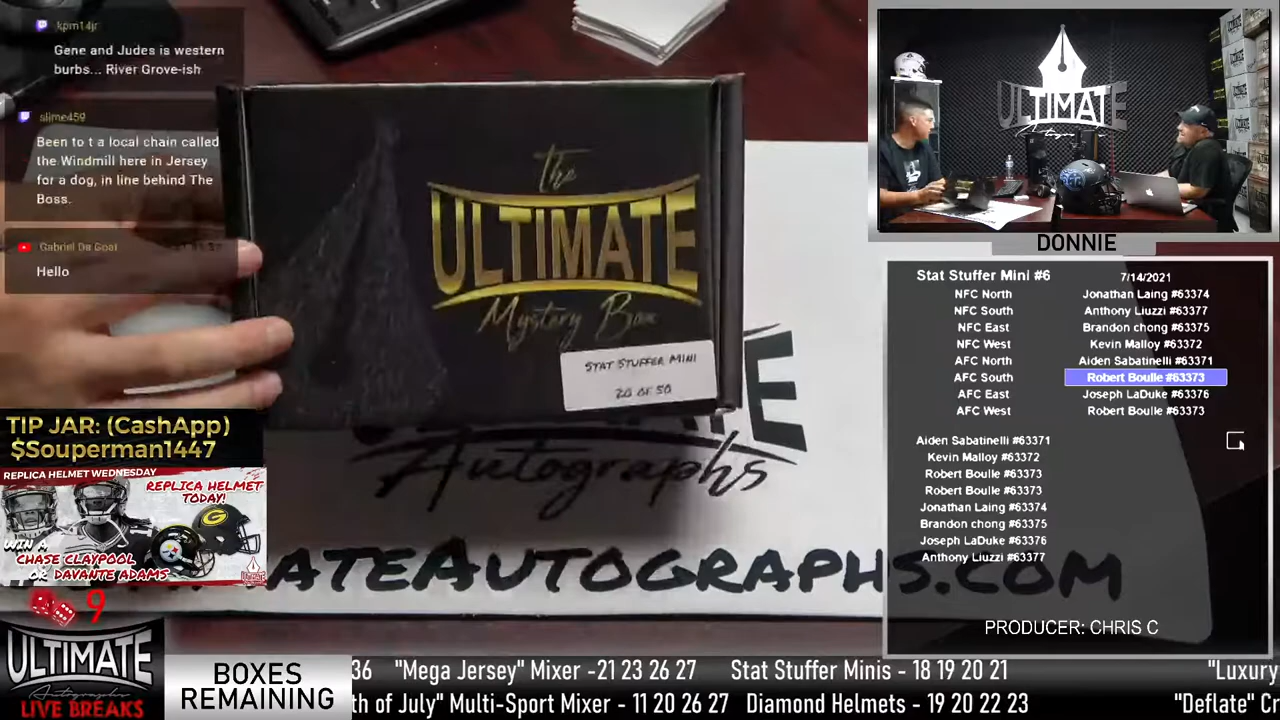 kpm14jr
Gene and Judes is western
burbs... River Grove-ish
slime459
Been to t a local chain called
the Windmill here in Jersey
for a dog, in line behind The
Boss.
Gabriel Da Goat
Hello
the
ULTIMATE
Mystery Box
STAT STUFFER MINI
20 OF 50
Autographs
ATEAUTOGRAPHS.COM
ULTIMATE
DONNIE
Stat Stuffer Mini #6 7/14/2021
NFC North Jonathan Laing #63374
NFC South Anthony Liuzzi #63377
NFC East Brandon chong #63375
NFC West Kevin Malloy #63372
AFC North Aiden Sabatinelli #63371
AFC South Robert Boulle #63373
AFC East Joseph LaDuke #63376
AFC West Robert Boulle #63373
Aiden Sabatinelli #63371
Kevin Malloy #63372
Robert Boulle #63373
Robert Boulle #63373
Jonathan Laing #63374
Brandon chong #63375
Joseph LaDuke #63376
Anthony Liuzzi #63377
PRODUCER: CHRIS C
TIP JAR: (CashApp)
$Souperman1447
REPLICA HELMET WEDNESDAY
REPLICA HELMET
TODAY!
WIN A
CHASE CLAYPOOL
OR DAVANTE ADAMS
9
ULTIMATE
Autographs
LIVE BREAKS
BOXES
REMAINING
36 "Mega Jersey" Mixer -21 23 26 27 Stat Stuffer Minis - 18 19 20 21 "Luxury
th of July" Multi-Sport Mixer - 11 20 26 27 Diamond Helmets - 19 20 22 23 "Deflate" Cr